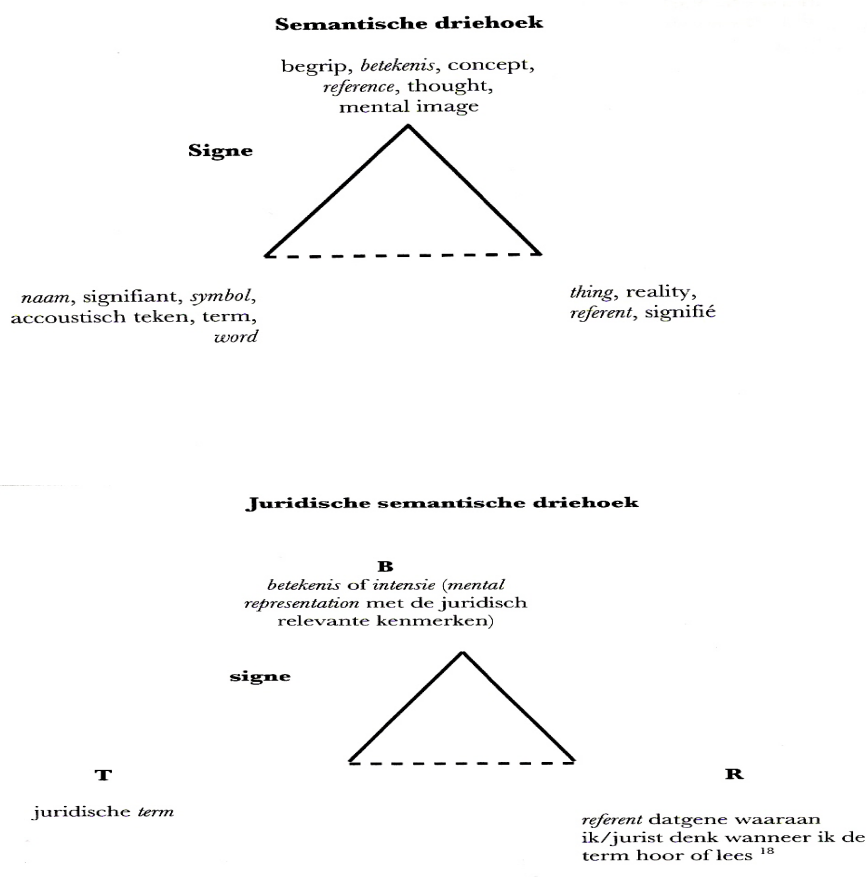 Semantische driehoek
begrip, betekenis, concept,
reference, thought,
mental image
Signe
naam, signifiant, symbol,
accoustisch teken, term,
word
thing, reality,
referent, signifié
Juridische semantische driehoek
B
betekenis of intensie (mental
representation met de juridisch
relevante kenmerken)
signe
T
R
juridische term
referent datgene waaraan
ik/jurist denk wanneer ik de
term hoor of lees 18